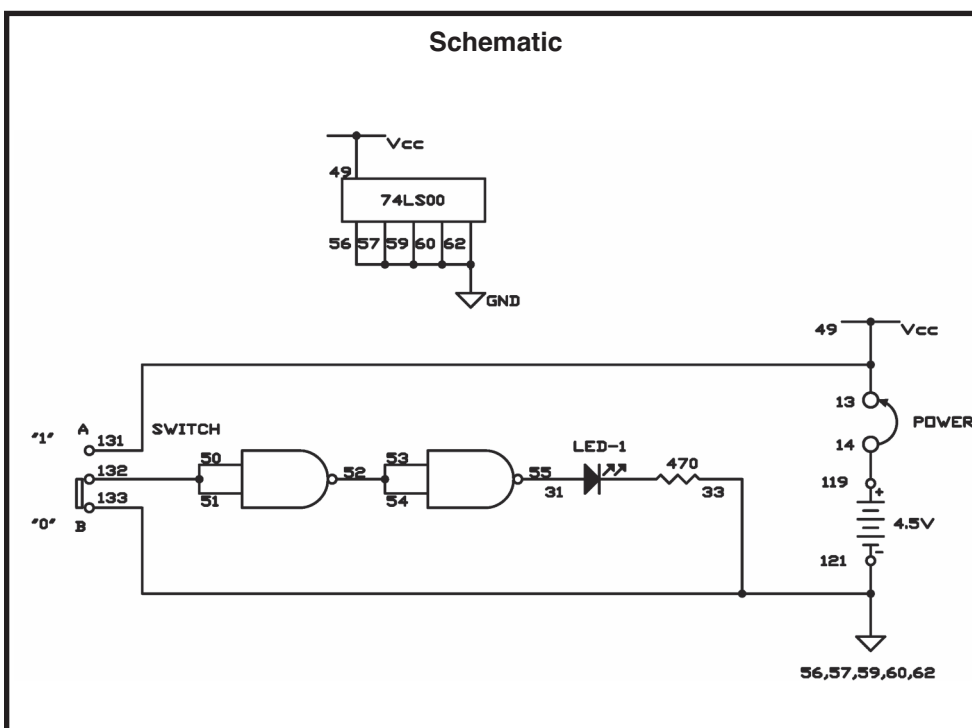 Schematic
Vcc
49
74LS00
56 57 59 60 62
GND
49 Vcc
13
POWER
14
A SWITCH
"1" 131
132
133
"0" B
50
51
52
53
54
55
31
LED-1
470
33
119
+
4.5V
-
121
56,57,59,60,62